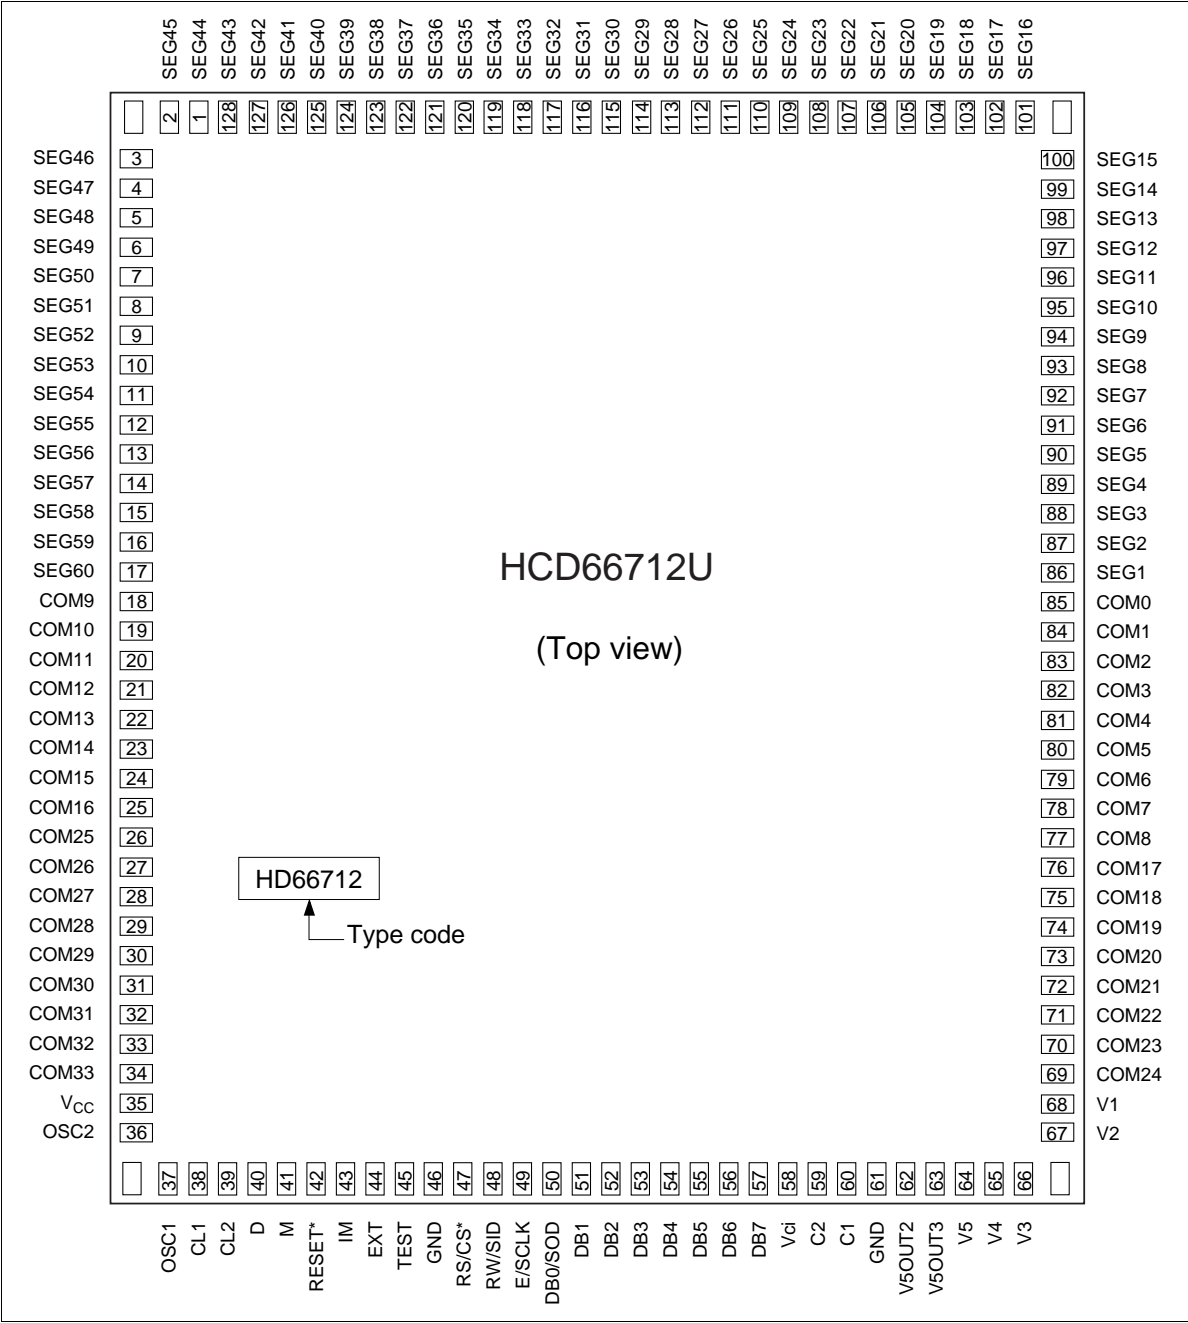 SEG45 SEG44 SEG43 SEG42 SEG41 SEG40 SEG39 SEG38 SEG37 SEG36 SEG35 SEG34 SEG33 SEG32 SEG31 SEG30 SEG29 SEG28 SEG27 SEG26 SEG25 SEG24 SEG23 SEG22 SEG21 SEG20 SEG19 SEG18 SEG17 SEG16
2 1 128 127 126 125 124 123 122 121 120 119 118 117 116 115 114 113 112 111 110 109 108 107 106 105 104 103 102 101
SEG46 3 100 SEG15
SEG47 4 99 SEG14
SEG48 5 98 SEG13
SEG49 6 97 SEG12
SEG50 7 96 SEG11
SEG51 8 95 SEG10
SEG52 9 94 SEG9
SEG53 10 93 SEG8
SEG54 11 92 SEG7
SEG55 12 91 SEG6
SEG56 13 90 SEG5
SEG57 14 89 SEG4
SEG58 15 88 SEG3
SEG59 16 87 SEG2
SEG60 17 86 SEG1
HCD66712U
COM9 18 85 COM0
COM10 19 84 COM1
(Top view)
COM11 20 83 COM2
COM12 21 82 COM3
COM13 22 81 COM4
COM14 23 80 COM5
COM15 24 79 COM6
COM16 25 78 COM7
COM25 26 77 COM8
COM26 27 76 COM17
HD66712
COM27 28 75 COM18
COM28 29 74 COM19
Type code
COM29 30 73 COM20
COM30 31 72 COM21
COM31 32 71 COM22
COM32 33 70 COM23
COM33 34 69 COM24
VCC 35 68 V1
OSC2 36 67 V2
37 38 39 40 41 42 43 44 45 46 47 48 49 50 51 52 53 54 55 56 57 58 59 60 61 62 63 64 65 66
OSC1 CL1 CL2 D M RESET* IM EXT TEST GND RS/CS* RW/SID E/SCLK DB0/SOD DB1 DB2 DB3 DB4 DB5 DB6 DB7 Vci C2 C1 GND V5OUT2 V5OUT3 V5 V4 V3